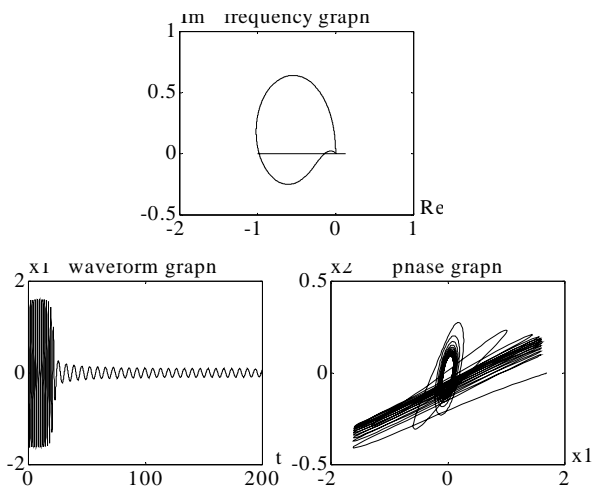 Im frequency graph
1
0.5
0
-0.5
-2 -1 0 1
Re
x1 waveform graph
2
0
-2
0 100 200
t
x2 phase graph
0.5
0
-0.5
-2 0 2
x1